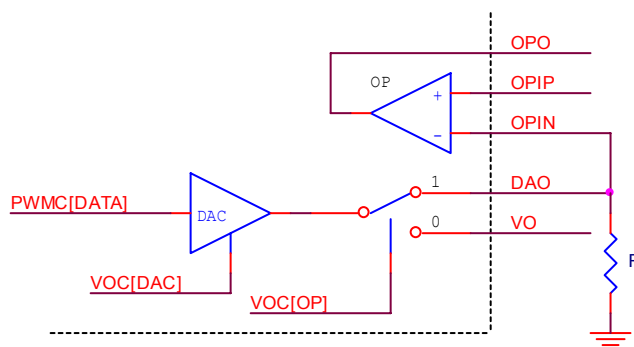 OPO
OP
OPIP
+
OPIN
-
1
DAO
PWMC[DATA]
DAC
0
VO
R
VOC[DAC]
VOC[OP]